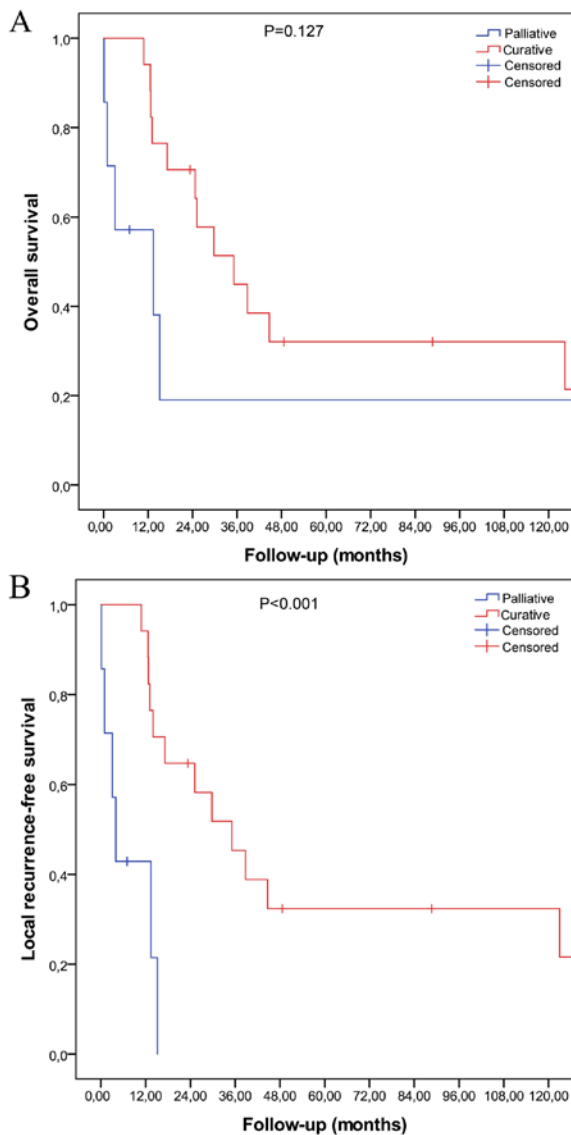 A
P=0.127
Palliative
Curative
Censored
Censored
Overall survival
1,0
0,8
0,6
0,4
0,2
0,0
0,00 12,00 24,00 36,00 48,00 60,00 72,00 84,00 96,00 108,00 120,00
Follow-up (months)
B
P<0.001
Palliative
Curative
Censored
Censored
Local recurrence-free survival
1,0
0,8
0,6
0,4
0,2
0,0
0,00 12,00 24,00 36,00 48,00 60,00 72,00 84,00 96,00 108,00 120,00
Follow-up (months)